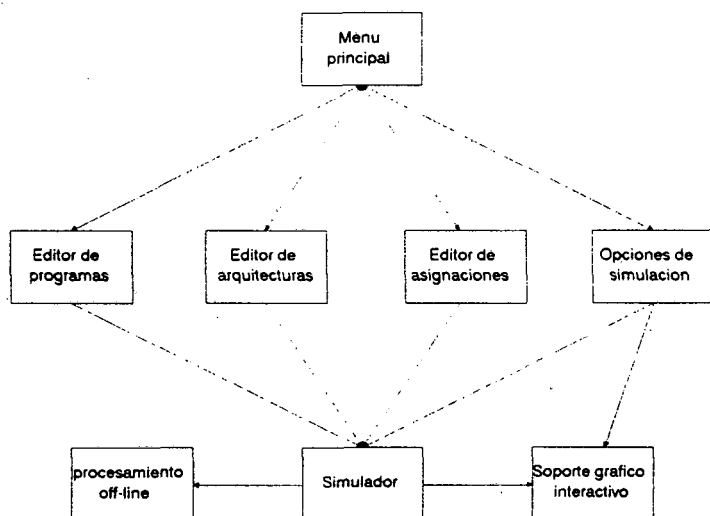 Menu
principal
Editor de
programas
Editor de
arquitecturas
Editor de
asignaciones
Opciones de
simulacion
procesamiento
off-line
Simulador
Soporte grafico
interactivo